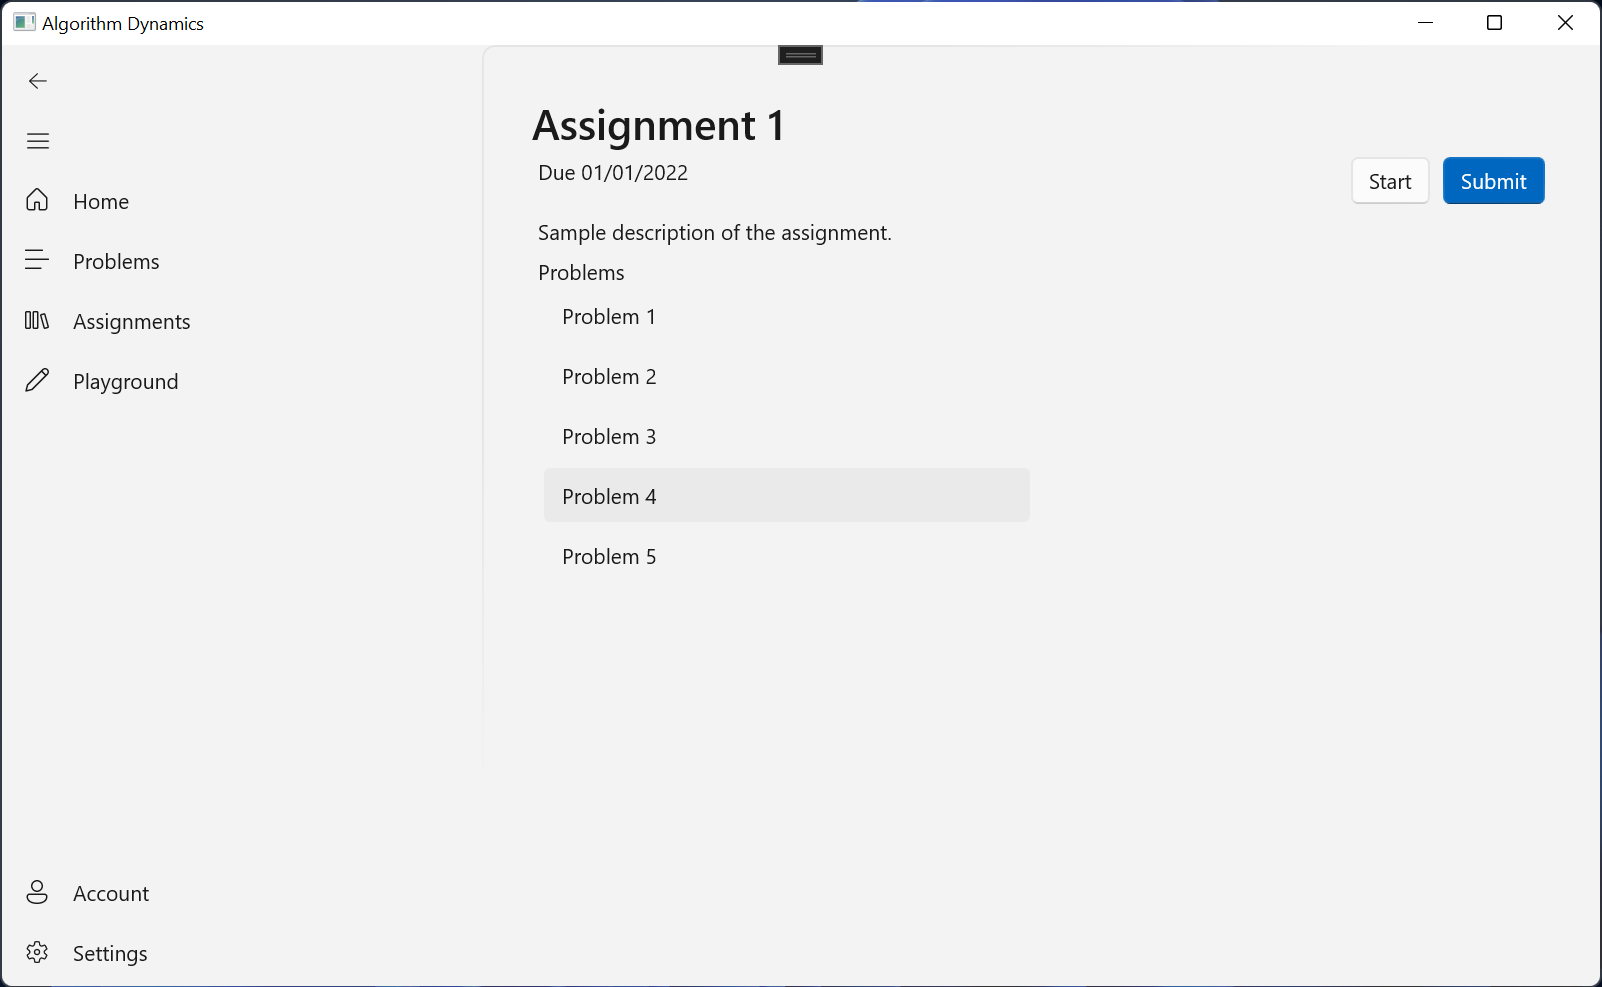 Algorithm Dynamics
Home
Problems
Assignments
Playground
Account
Settings
Assignment 1
Due 01/01/2022
Start
Submit
Sample description of the assignment.
Problems
Problem 1
Problem 2
Problem 3
Problem 4
Problem 5